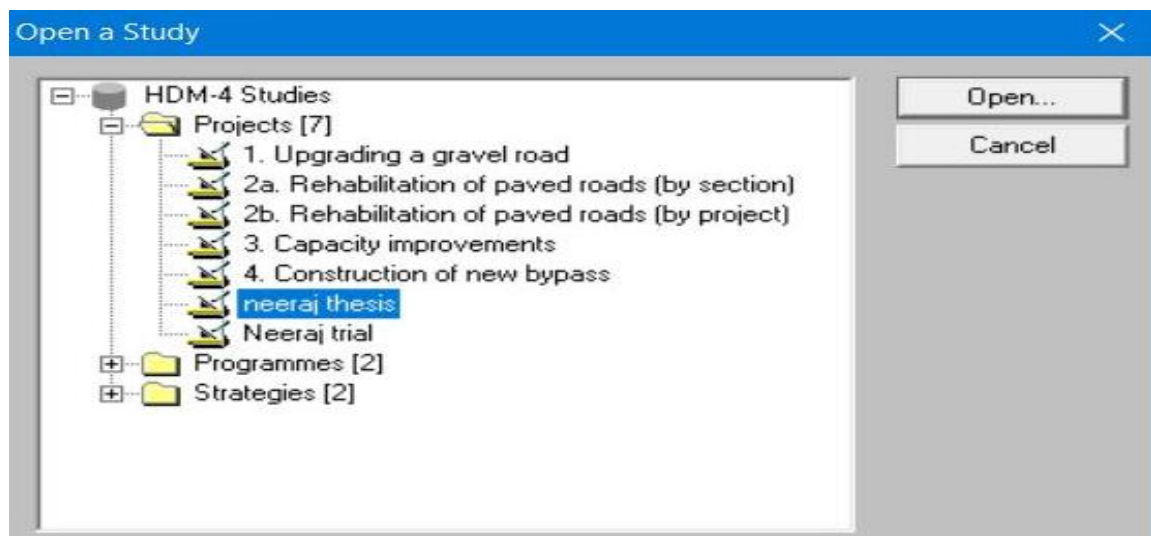 Open a Study
HDM-4 Studies
Projects [7]
1. Upgrading a gravel road
2a. Rehabilitation of paved roads (by section)
2b. Rehabilitation of paved roads (by project)
3. Capacity improvements
4. Construction of new bypass
neeraj thesis
Neeraj trial
Programmes [2]
Strategies [2]
Open...
Cancel